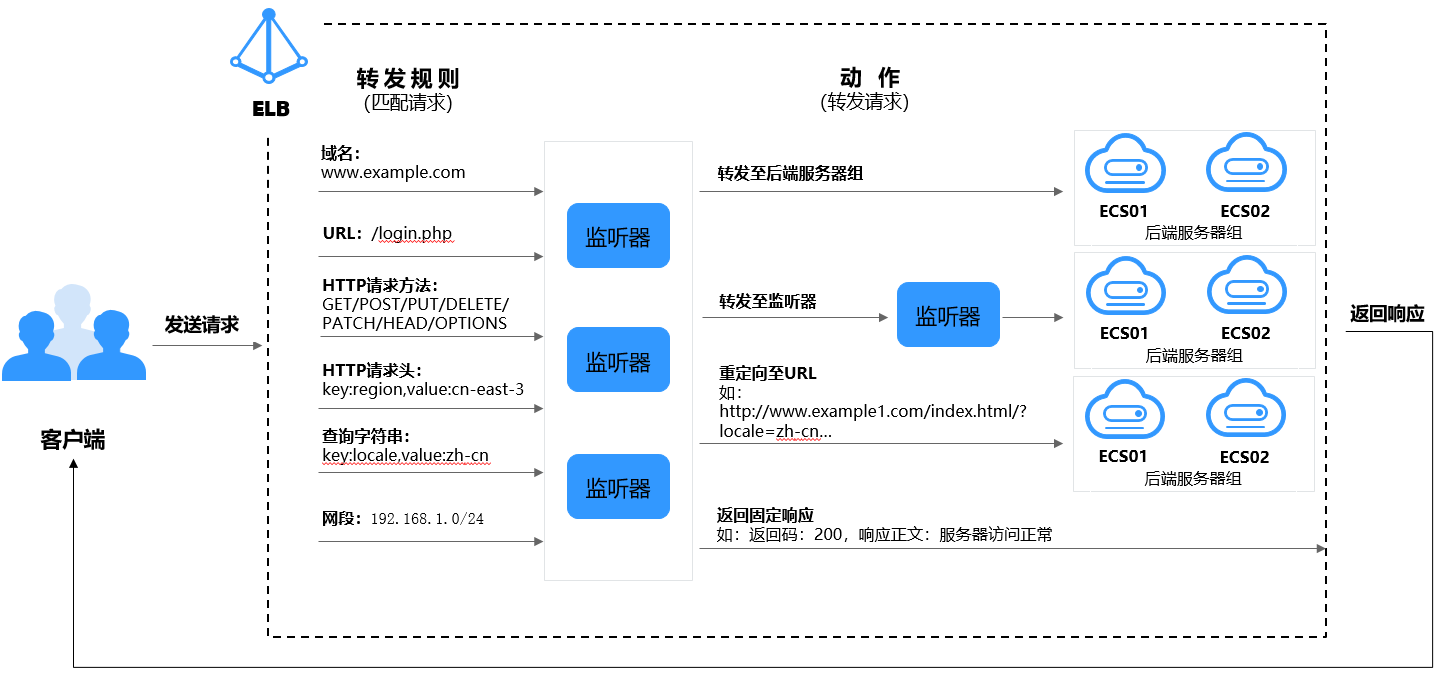 ELB
转发规则
(匹配请求)
动 作
(转发请求)
域名：
www.example.com
URL：/login.php
HTTP请求方法：
GET/POST/PUT/DELETE/
PATCH/HEAD/OPTIONS
HTTP请求头：
key:region,value:cn-east-3
查询字符串：
key:locale,value:zh-cn
网段：192.168.1.0/24
发送请求
客户端
监听器
监听器
监听器
转发至后端服务器组
转发至监听器
监听器
重定向至URL
如：
http://www.example1.com/index.html/?
locale=zh-cn...
返回固定响应
如：返回码：200，响应正文：服务器访问正常
ECS01 ECS02
后端服务器组
ECS01 ECS02
后端服务器组
ECS01 ECS02
后端服务器组
返回响应